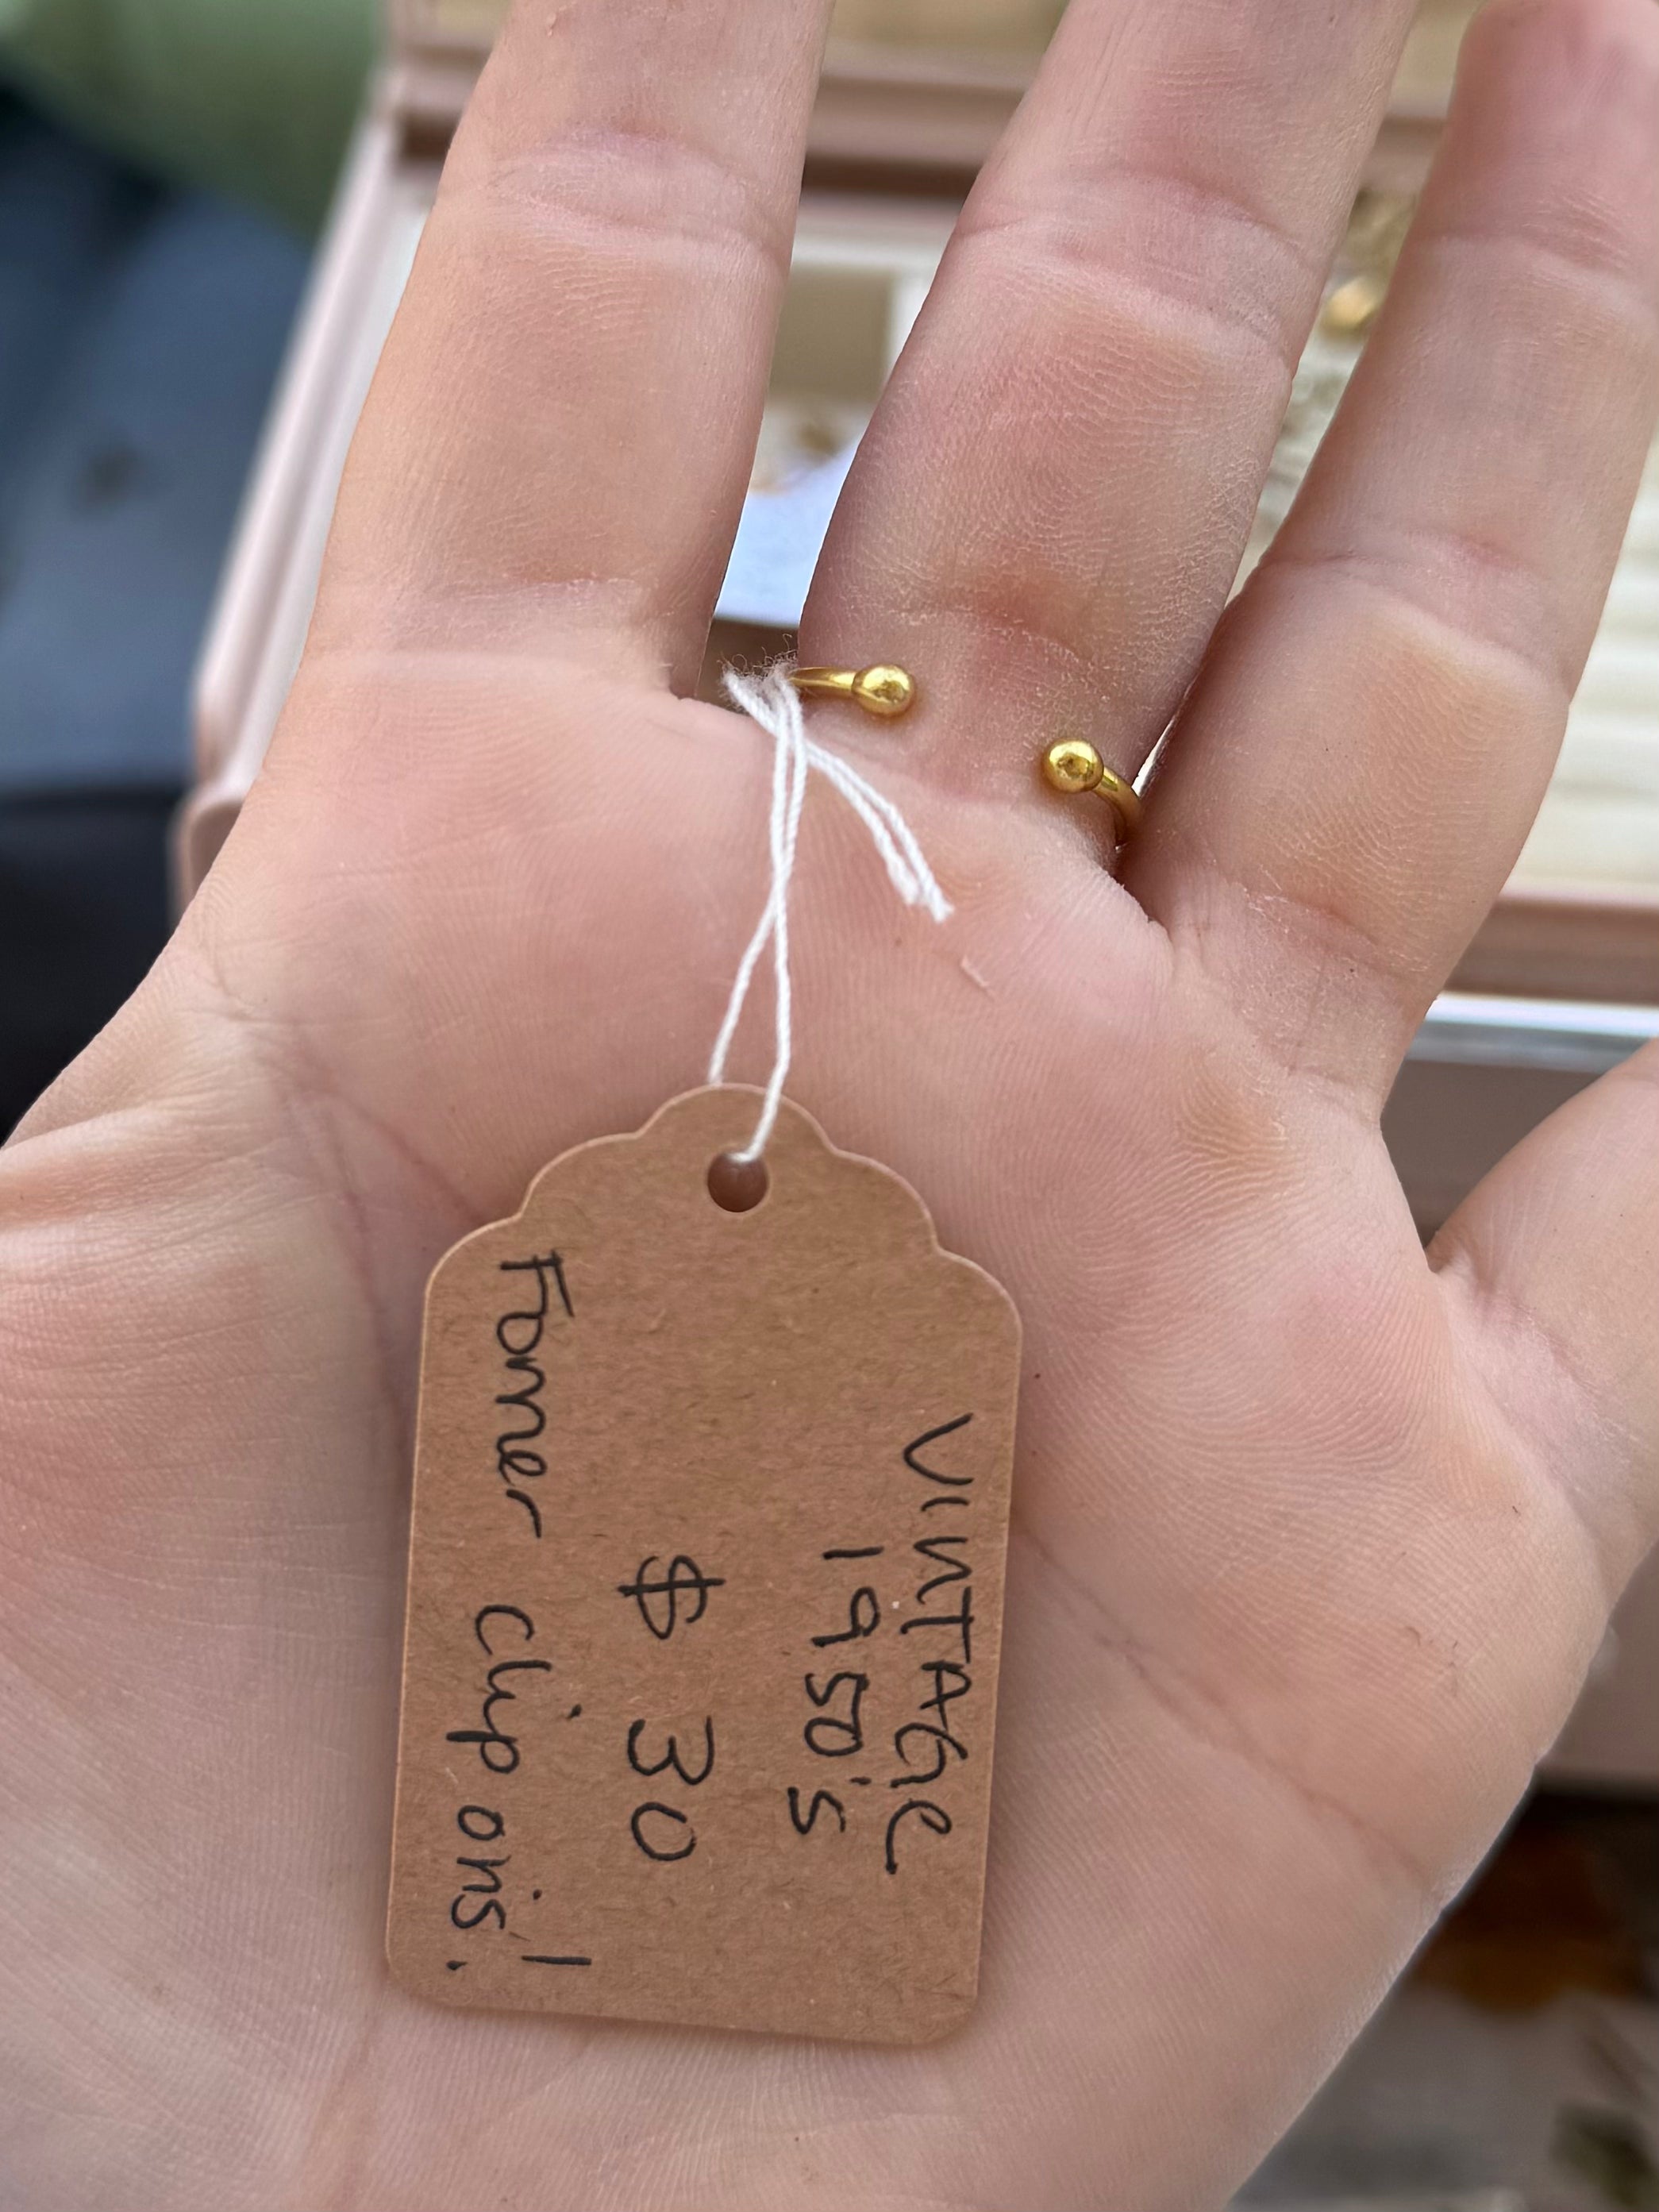 VINTAGE
1950's
$30
Former clip ons!